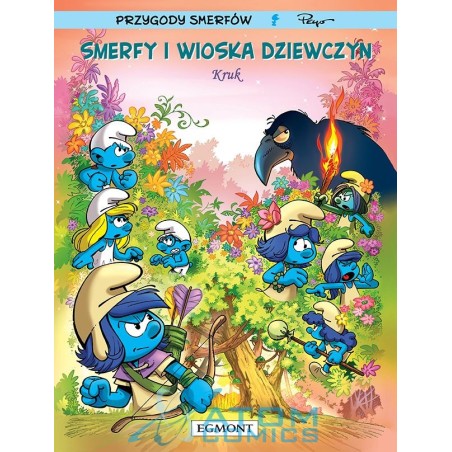 PRZYGODY SMERFÓW Peyo
SMERFY I WIOSKA DZIEWCZYN
Kruk
ATOM
COMICS
EGMONT